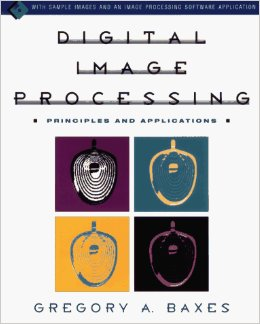 WITH SAMPLE IMAGES AND AN IMAGE PROCESSING SOFTWARE APPLICATION
DIGITAL
IMAGE
PROCESSING
PRINCIPLES AND APPLICATIONS
GREGORY A. BAXES